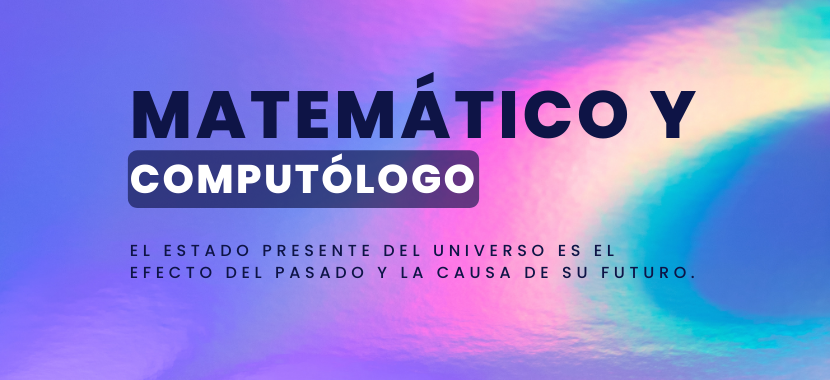 MATEMÁTICO Y
COMPUTÓLOGO
EL ESTADO PRESENTE DEL UNIVERSO ES EL
EFECTO DEL PASADO Y LA CAUSA DE SU FUTURO.